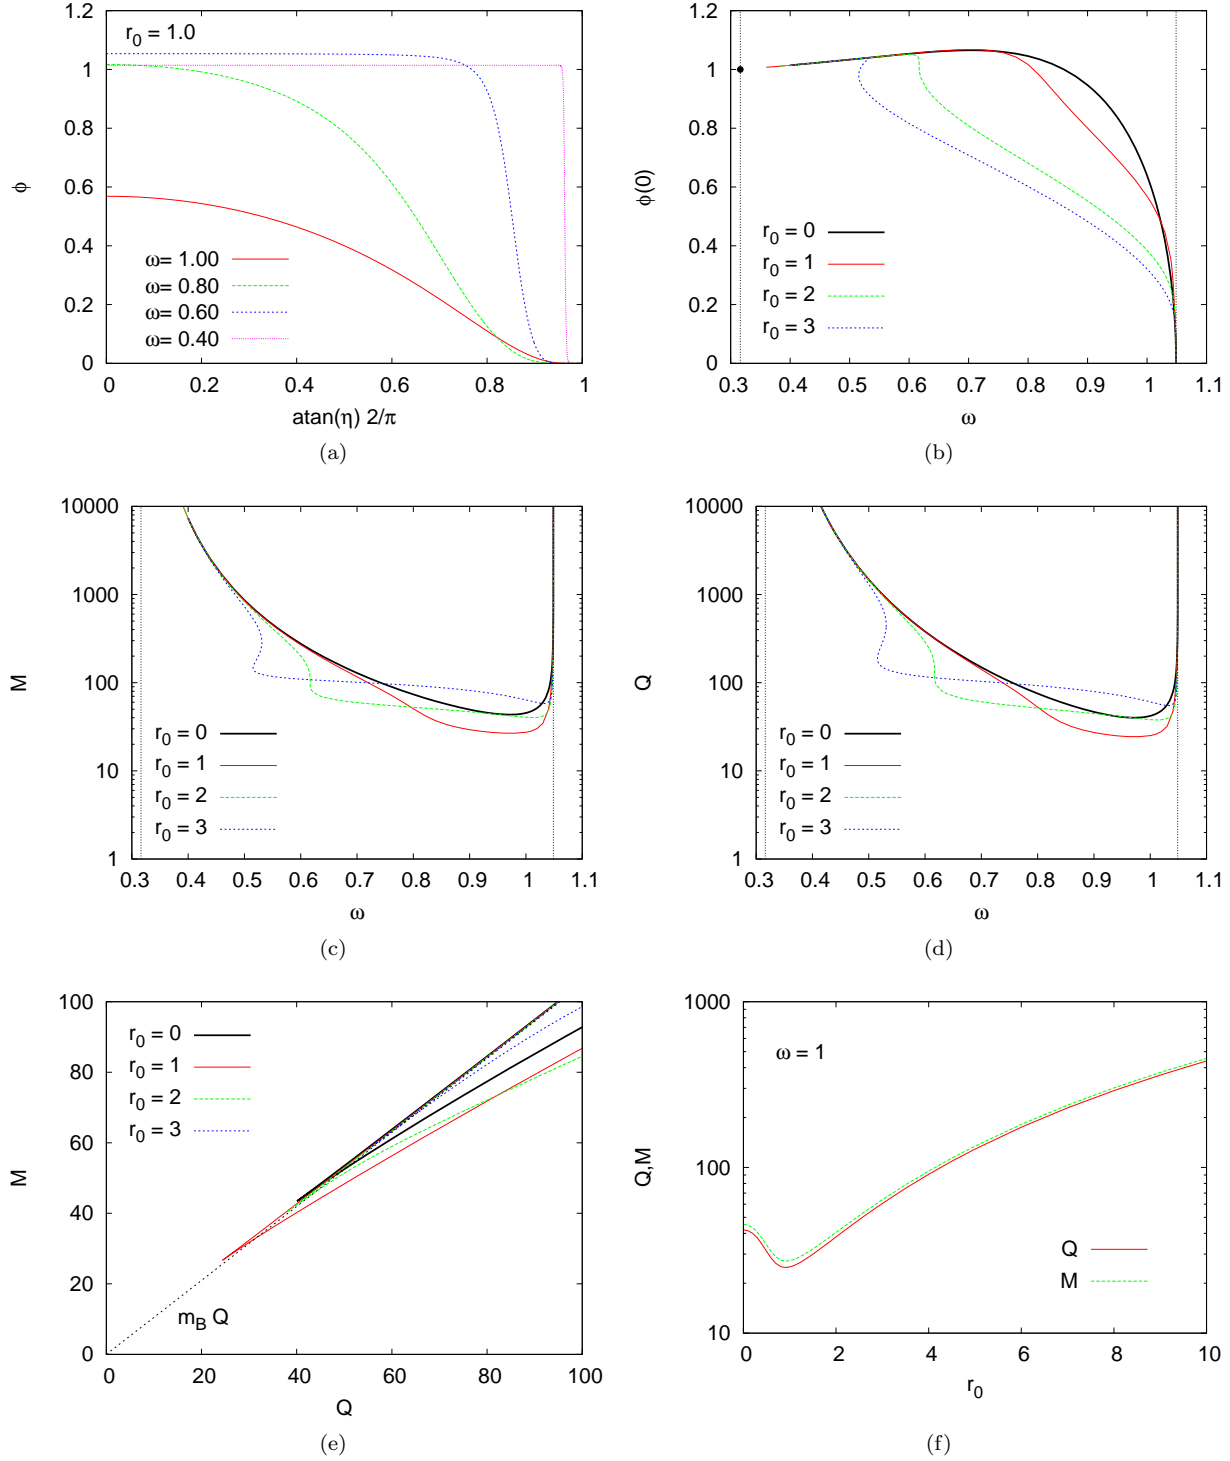 1.2
1
0.8
0.6
0.4
0.2
0
ϕ
r0 = 1.0
ω= 1.00
ω= 0.80
ω= 0.60
ω= 0.40
0 0.2 0.4 0.6 0.8 1
atan(η) 2/π
(a)
1.2
1
0.8
0.6
0.4
0.2
0
ϕ(0)
r0 = 0
r0 = 1
r0 = 2
r0 = 3
0.3 0.4 0.5 0.6 0.7 0.8 0.9 1 1.1
ω
(b)
10000
1000
100
10
1
M
r0 = 0
r0 = 1
r0 = 2
r0 = 3
0.3 0.4 0.5 0.6 0.7 0.8 0.9 1 1.1
ω
(c)
10000
1000
100
10
1
Q
r0 = 0
r0 = 1
r0 = 2
r0 = 3
0.3 0.4 0.5 0.6 0.7 0.8 0.9 1 1.1
ω
(d)
100
80
60
40
20
0
M
r0 = 0
r0 = 1
r0 = 2
r0 = 3
mB Q
0 20 40 60 80 100
Q
(e)
1000
100
10
Q,M
ω = 1
Q
M
0 2 4 6 8 10
r0
(f)